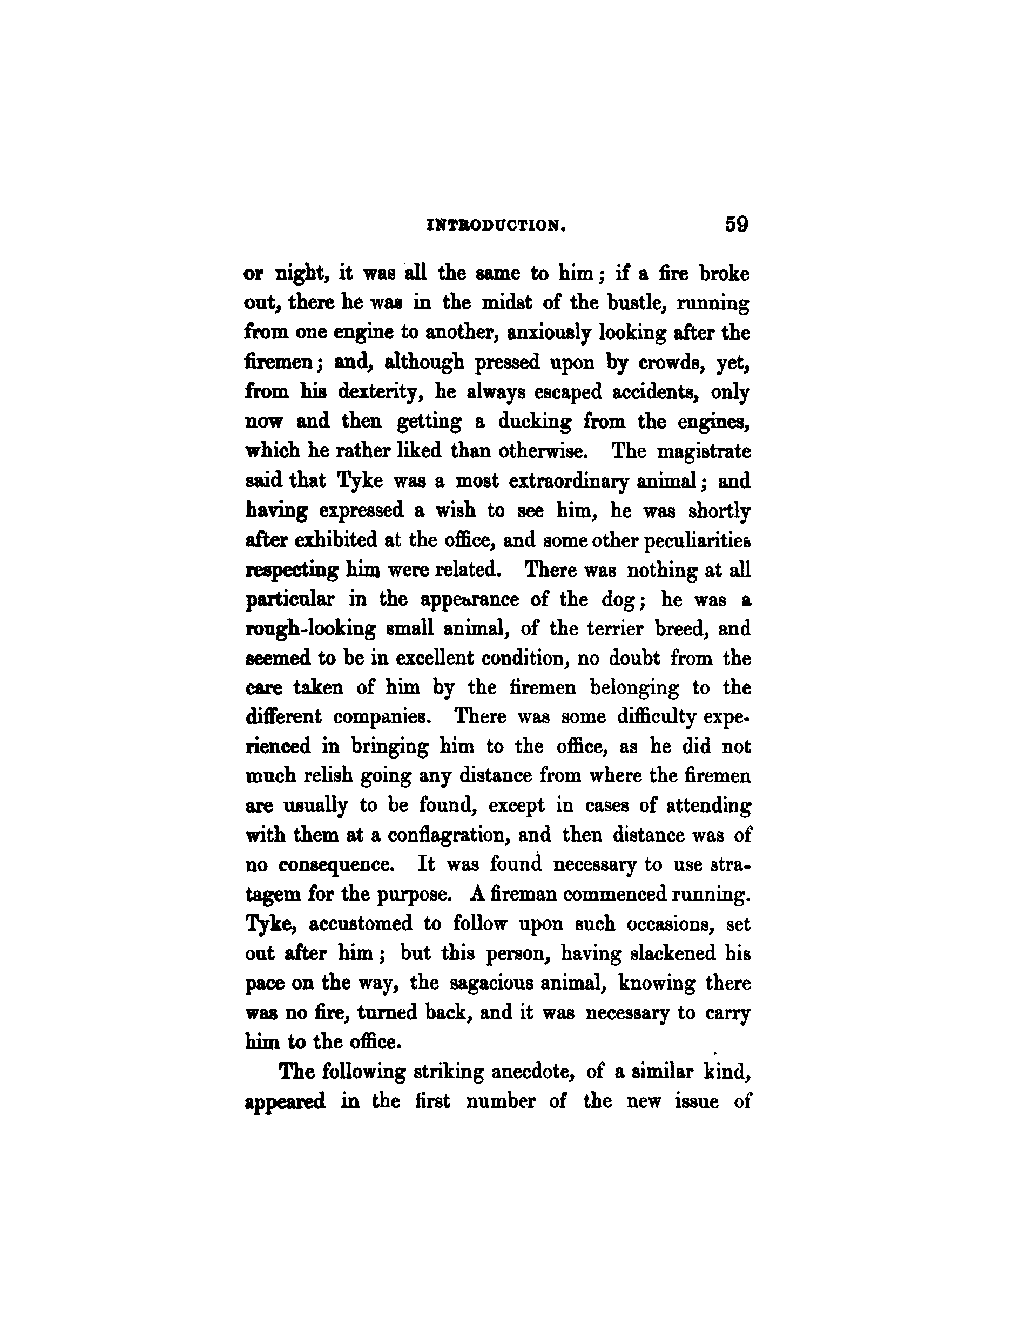 INTRODUCTION. 59
or night, it was all the same to him; if a fire broke
out, there he was in the midst of the bustle, running
from one engine to another, anxiously looking after the
firemen; and, although pressed upon by crowds, yet,
from his dexterity, he always escaped accidents, only
now and then getting a ducking from the engines,
which he rather liked than otherwise. The magistrate
said that Tyke was a most extraordinary animal; and
having expressed a wish to see him, he was shortly
after exhibited at the office, and some other peculiarities
respecting him were related. There was nothing at all
particular in the appearance of the dog; he was a
rough-looking small animal, of the terrier breed, and
seemed to be in excellent condition, no doubt from the
care taken of him by the firemen belonging to the
different companies. There was some difficulty expe-
rienced in bringing him to the office, as he did not
much relish going any distance from where the firemen
are usually to be found, except in cases of attending
with them at a conflagration, and then distance was of
no consequence. It was found necessary to use stra-
tagem for the purpose. A fireman commenced running.
Tyke, accustomed to follow upon such occasions, set
out after him; but this person, having slackened his
pace on the way, the sagacious animal, knowing there
was no fire, turned back, and it was necessary to carry
him to the office.
The following striking anecdote, of a similar kind,
appeared in the first number of the new issue of